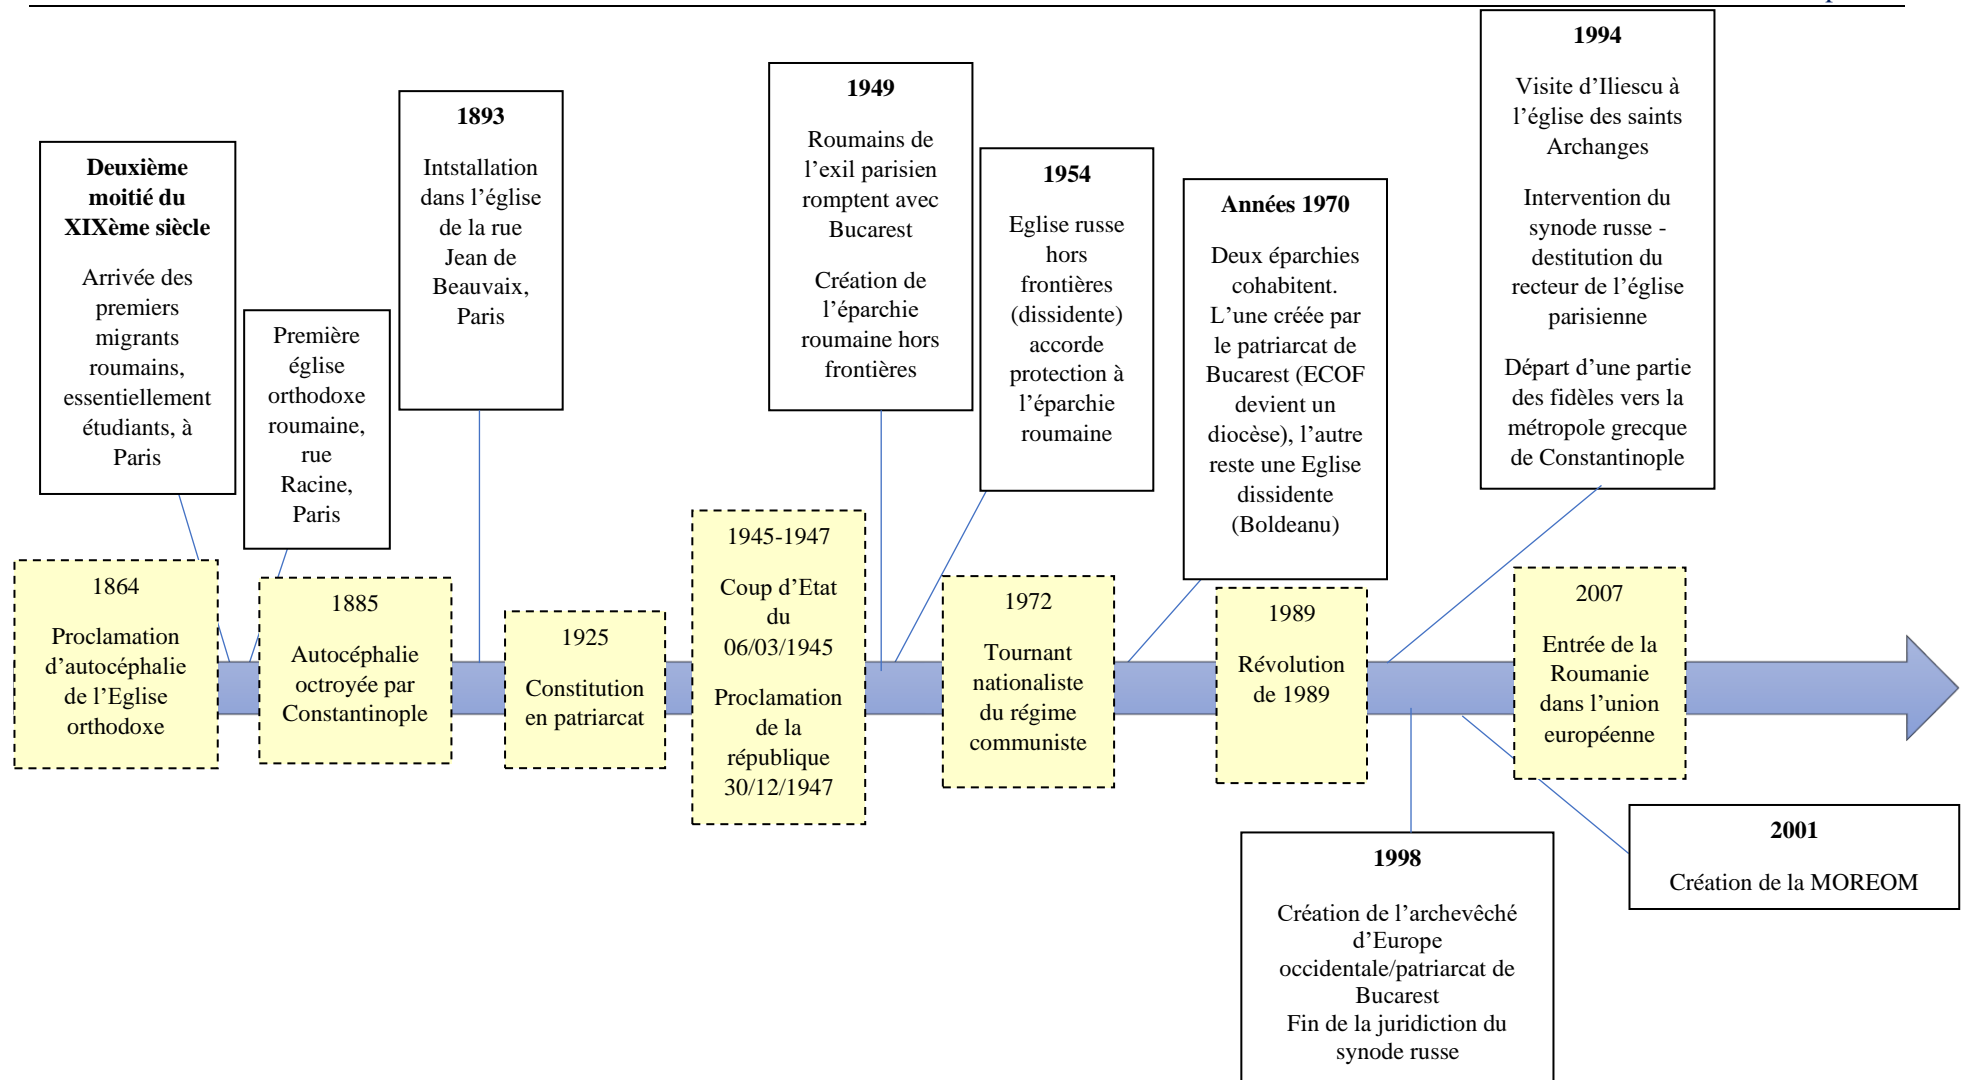 Deuxième
moitié du
XIXème siècle
Arrivée des
premiers
migrants
roumains,
essentiellement
étudiants, à
Paris
Première
église
orthodoxe
roumaine,
rue
Racine,
Paris
1893
Intstallation
dans l’église
de la rue
Jean de
Beauvaix,
Paris
1949
Roumains de
l’exil parisien
romptent avec
Bucarest
Création de
l’éparchie
roumaine hors
frontières
1954
Eglise russe
hors
frontières
(dissidente)
accorde
protection à
l’éparchie
roumaine
Années 1970
Deux éparchies
cohabitent.
L’une créée par
le patriarcat de
Bucarest (ECOF
devient un
diocèse), l’autre
reste une Eglise
dissidente
(Boldeanu)
1994
Visite d’Iliescu à
l’église des saints
Archanges
Intervention du
synode russe -
destitution du
recteur de l’église
parisienne
Départ d’une partie
des fidèles vers la
métropole grecque
de Constantinople
1864
Proclamation
d’autocéphalie
de l’Eglise
orthodoxe
1885
Autocéphalie
octroyée par
Constantinople
1925
Constitution
en patriarcat
1945-1947
Coup d’Etat
du
06/03/1945
Proclamation
de la
république
30/12/1947
1972
Tournant
nationaliste
du régime
communiste
1989
Révolution
de 1989
2007
Entrée de la
Roumanie
dans l’union
européenne
1998
Création de l’archevêché
d’Europe
occidentale/patriarcat de
Bucarest
Fin de la juridiction du
synode russe
2001
Création de la MOREOM